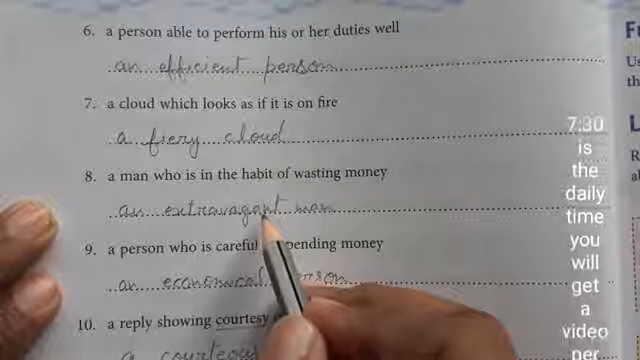 6. a person able to perform his or her duties well
an efficient person
7. a cloud which looks as if it is on fire
a fiery cloud
8. a man who is in the habit of wasting money
an extravagant man
9. a person who is careful spending money
an economical person
10. a reply showing courtesy
a courteous
7:30
is
the
daily
time
you
will
get
a
video
per